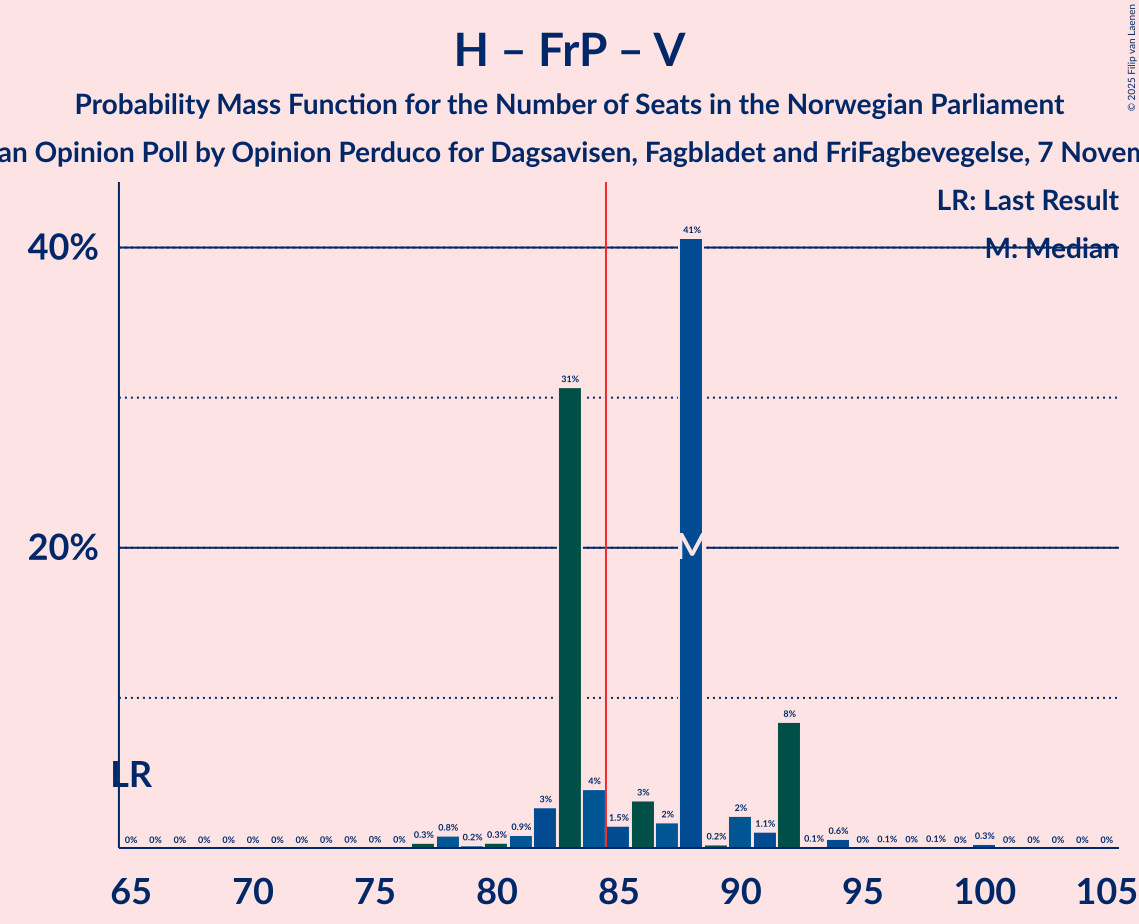 H – FrP – V
Probability Mass Function for the Number of Seats in the Norwegian Parliament
an Opinion Poll by Opinion Perduco for Dagsavisen, Fagbladet and FriFagbevegelse, 7 Novem
© 2025 Filip van Laenen
LR: Last Result
M: Median
40%
20%
41%
31%
M
8%
LR
0% 0% 0% 0% 0% 0% 0% 0% 0% 0% 0% 0% 0.3% 0.8% 0.2% 0.3% 0.9% 3% 4% 1.5% 3% 2% 0.2% 2% 1.1% 0.1% 0.6% 0% 0.1% 0% 0.1% 0% 0.3% 0% 0% 0% 0% 0%
65 70 75 80 85 90 95 100 105